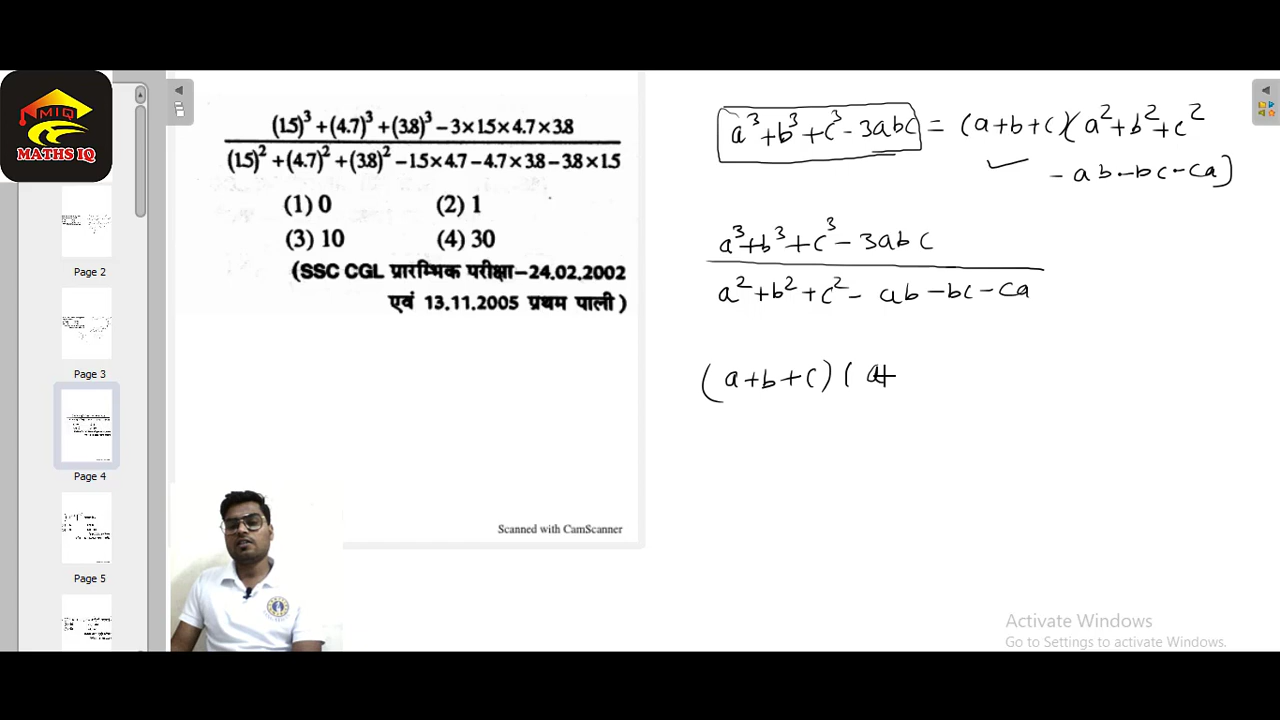 MIQ
MATHS IQ
Page 2
Page 3
Page 4
Page 5
(1.5)³ + (4.7)³ + (3.8)³ – 3 × 1.5 × 4.7 × 3.8
(1.5)² + (4.7)² + (3.8)² – 1.5 × 4.7 – 4.7 × 3.8 – 3.8 × 1.5
(1) 0 (2) 1
(3) 10 (4) 30
(SSC CGL प्रारम्भिक परीक्षा–24.02.2002
एवं 13.11.2005 प्रथम पाली)
Scanned with CamScanner
a³+b³+c³-3abc = (a+b+c)(a²+b²+c²
-ab-bc-ca)
a³+b³+c³-3abc
a²+b²+c²-ab-bc-ca
(a+b+c)(a+
Activate Windows
Go to Settings to activate Windows.